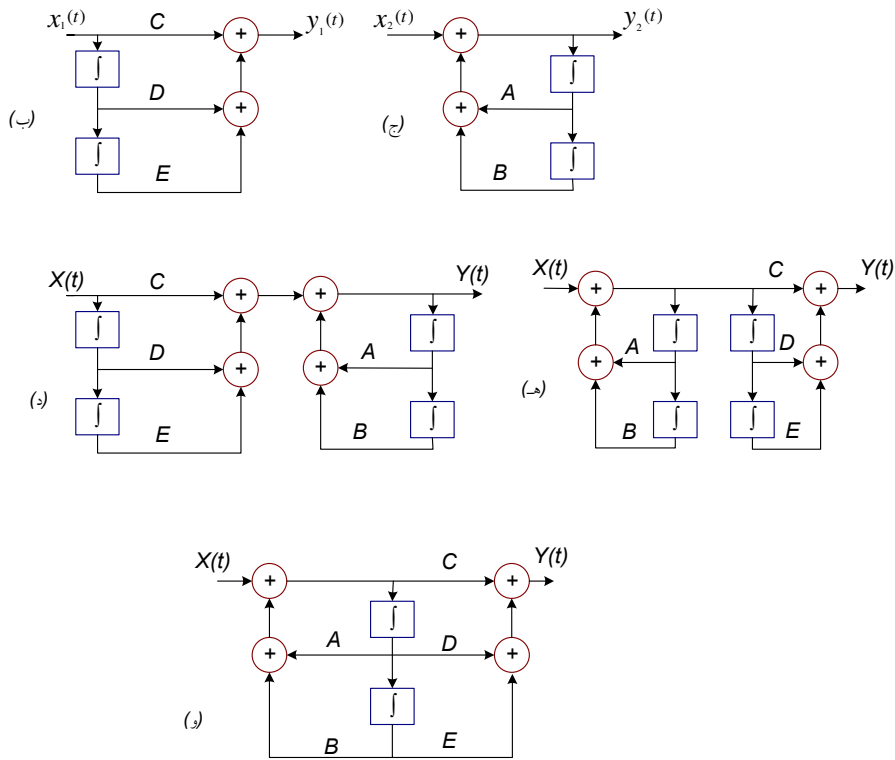 x₁(t) C y₁(t)
∫
D
∫
E
(ب)
x₂(t) y₂(t)
∫
A
∫
B
(ج)
X(t) C Y(t)
∫ ∫
D A
∫ ∫
E B
(د)
X(t) C Y(t)
∫ ∫
A D
∫ ∫
B E
(هـ)
X(t) C Y(t)
∫
A D
∫
B E
(و)